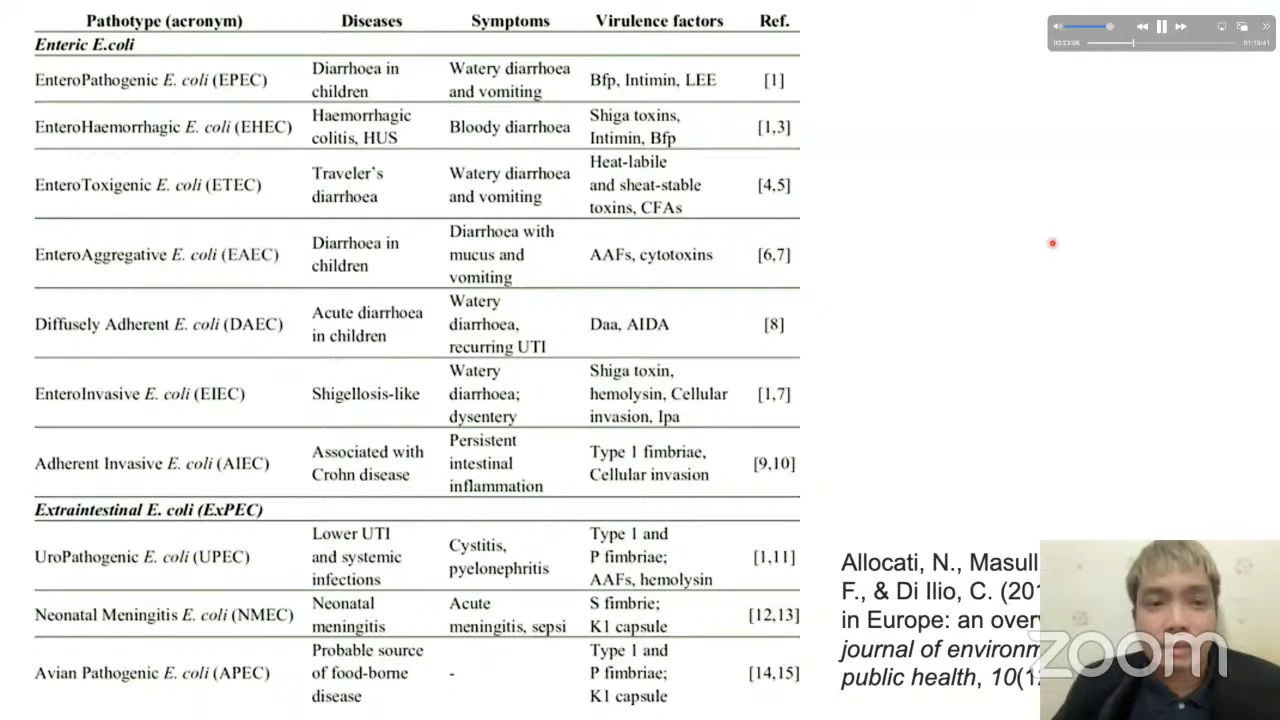 Pathotype (acronym) Diseases Symptoms Virulence factors Ref.
Enteric E.coli
EnteroPathogenic E. coli (EPEC) Diarrhoea in children Watery diarrhoea and vomiting Bfp, Intimin, LEE [1]
EnteroHaemorrhagic E. coli (EHEC) Haemorrhagic colitis, HUS Bloody diarrhoea Shiga toxins, Intimin, Bfp [1,3]
EnteroToxigenic E. coli (ETEC) Traveler's diarrhoea Watery diarrhoea and vomiting Heat-labile and sheat-stable toxins, CFAs [4,5]
EnteroAggregative E. coli (EAEC) Diarrhoea in children Diarrhoea with mucus and vomiting AAFs, cytotoxins [6,7]
Diffusely Adherent E. coli (DAEC) Acute diarrhoea in children Watery diarrhoea, recurring UTI Daa, AIDA [8]
EnteroInvasive E. coli (EIEC) Shigellosis-like Watery diarrhoea; dysentery Shiga toxin, hemolysin, Cellular invasion, Ipa [1,7]
Adherent Invasive E. coli (AIEC) Associated with Crohn disease Persistent intestinal inflammation Type 1 fimbriae, Cellular invasion [9,10]
Extraintestinal E. coli (ExPEC)
UroPathogenic E. coli (UPEC) Lower UTI and systemic infections Cystitis, pyelonephritis Type 1 and P fimbriae; AAFs, hemolysin [1,11]
Neonatal Meningitis E. coli (NMEC) Neonatal meningitis Acute meningitis, sepsi S fimbrie; K1 capsule [12,13]
Avian Pathogenic E. coli (APEC) Probable source of food-borne disease - Type 1 and P fimbriae; K1 capsule [14,15]
00:23:06 01:15:41
Allocati, N., Masull
F., & Di Ilio, C. (201
in Europe: an over
journal of environm
public health, 10(1
zoom